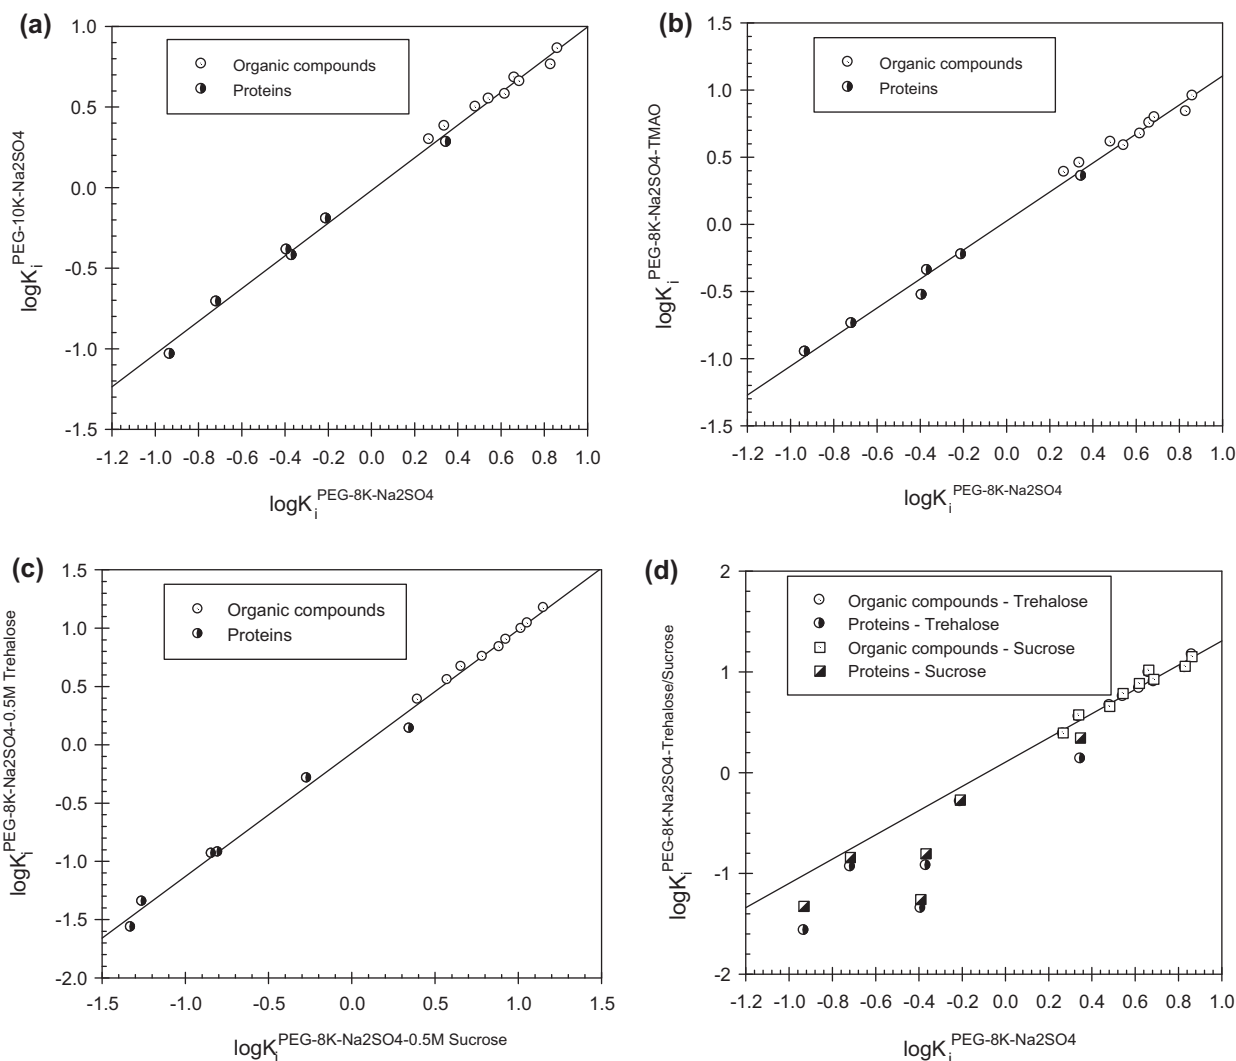 (a)
1.0
0.5
0.0
-0.5
-1.0
-1.5
Organic compounds
Proteins
logKi PEG-10K-Na2SO4
-1.2 -1.0 -0.8 -0.6 -0.4 -0.2 0.0 0.2 0.4 0.6 0.8 1.0
logKi PEG-8K-Na2SO4
(b)
1.5
1.0
0.5
0.0
-0.5
-1.0
-1.5
Organic compounds
Proteins
logKi PEG-8K-Na2SO4-TMAO
-1.2 -1.0 -0.8 -0.6 -0.4 -0.2 0.0 0.2 0.4 0.6 0.8 1.0
logKi PEG-8K-Na2SO4
(c)
1.5
1.0
0.5
0.0
-0.5
-1.0
-1.5
-2.0
Organic compounds
Proteins
logKi PEG-8K-Na2SO4-0.5M Trehalose
-1.5 -1.0 -0.5 0.0 0.5 1.0 1.5
logKi PEG-8K-Na2SO4-0.5M Sucrose
(d)
2
1
0
-1
-2
Organic compounds - Trehalose
Proteins - Trehalose
Organic compounds - Sucrose
Proteins - Sucrose
logKi PEG-8K-Na2SO4-Trehalose/Sucrose
-1.2 -1.0 -0.8 -0.6 -0.4 -0.2 0.0 0.2 0.4 0.6 0.8 1.0
logKi PEG-8K-Na2SO4